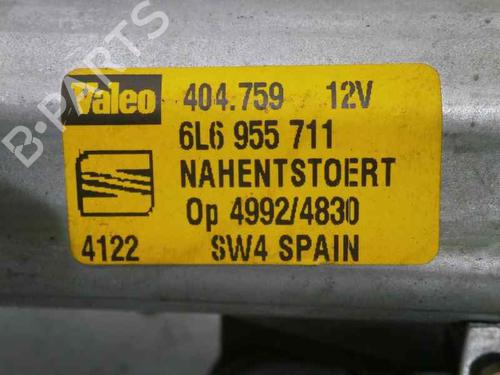 Valeo 404.759 12V
6L6 955 711
NAHENTSTOERT
Op 4992/4830
4122 SW4 SPAIN
B-PARTS